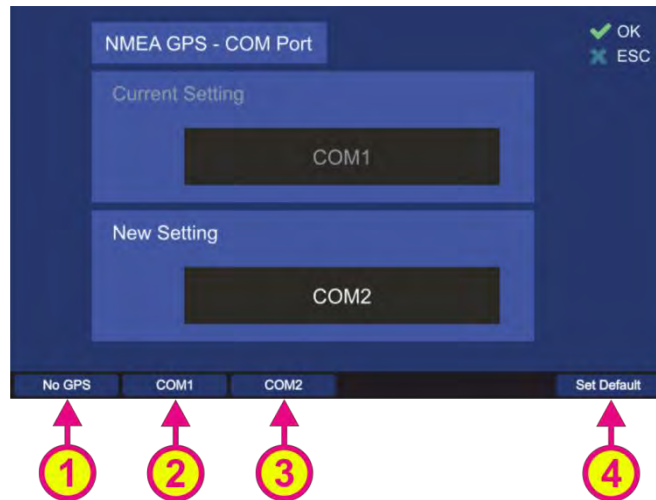 NMEA GPS - COM Port
OK
ESC
Current Setting
COM1
New Setting
COM2
No GPS COM1 COM2 Set Default
1 2 3 4